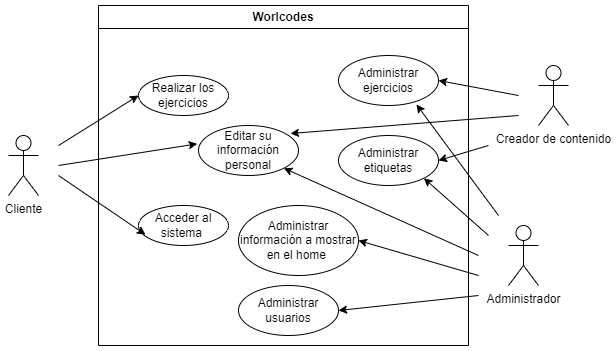 Worlcodes
Realizar los
ejercicios
Administrar
ejercicios
Editar su
información
personal
Administrar
etiquetas
Creador de contenido
Cliente
Acceder al
sistema
Administrar
información a mostrar
en el home
Administrador
Administrar
usuarios